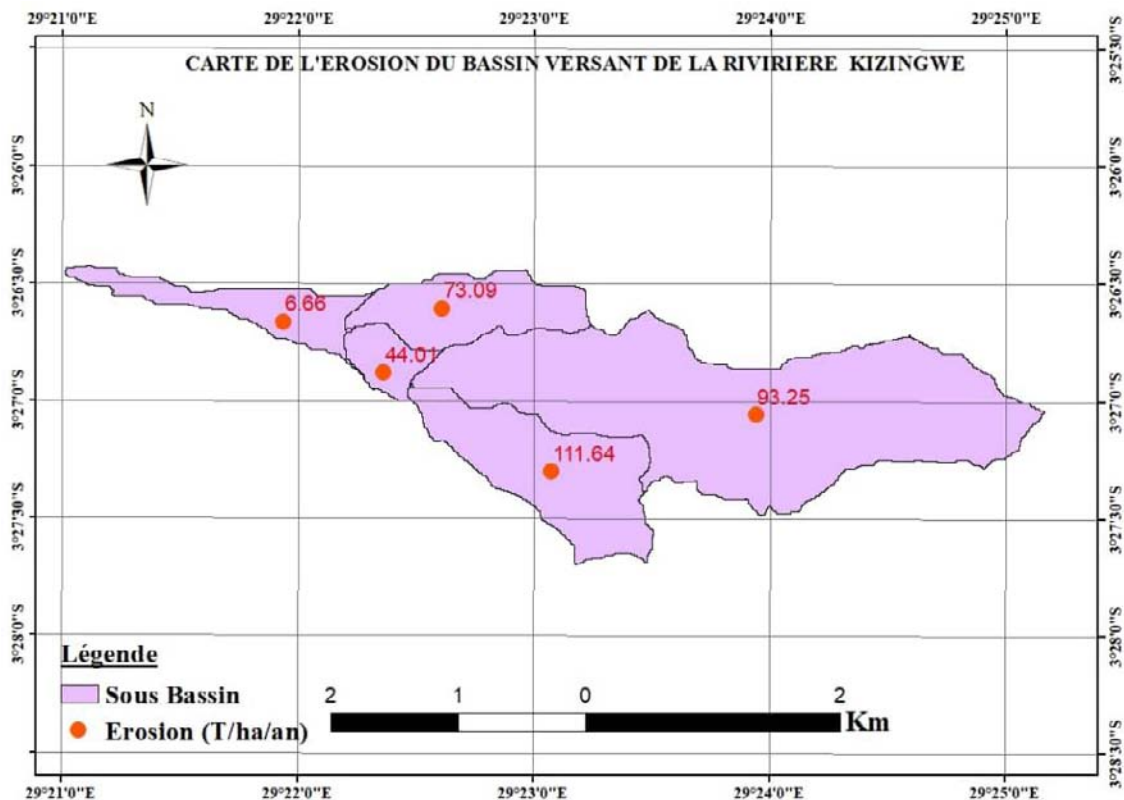 29°21'0"E 29°22'0"E 29°23'0"E 29°24'0"E 29°25'0"E
CARTE DE L'EROSION DU BASSIN VERSANT DE LA RIVIRIERE KIZINGWE
N
3°25'30"S
3°26'0"S 3°26'0"S
3°26'30"S 3°26'30"S
73.09
6.66
44.01
93.25
3°27'0"S 3°27'0"S
111.64
3°27'30"S 3°27'30"S
3°28'0"S 3°28'0"S
Légende
Sous Bassin
Erosion (T/ha/an)
2 1 0 2
Km
3°28'30"S
29°21'0"E 29°22'0"E 29°23'0"E 29°24'0"E 29°25'0"E